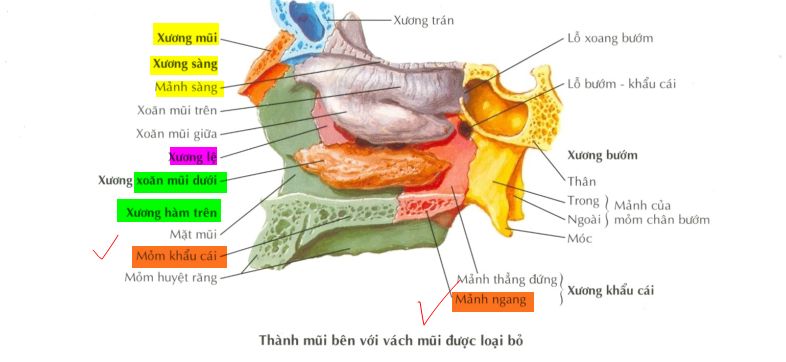 Xương trán
Xương mũi
Xương sàng
Mảnh sàng
Xoăn mũi trên
Xoăn mũi giữa
Xương lệ
Xương xoăn mũi dưới
Xương hàm trên
Mặt mũi
Mỏm khẩu cái
Mỏm huyệt răng
Lỗ xoang bướm
Lỗ bướm - khẩu cái
Xương bướm
Thân
Trong
Ngoài
Mảnh của
mỏm chân bướm
Móc
Mảnh thẳng đứng
Mảnh ngang
Xương khẩu cái
Thành mũi bên với vách mũi được loại bỏ